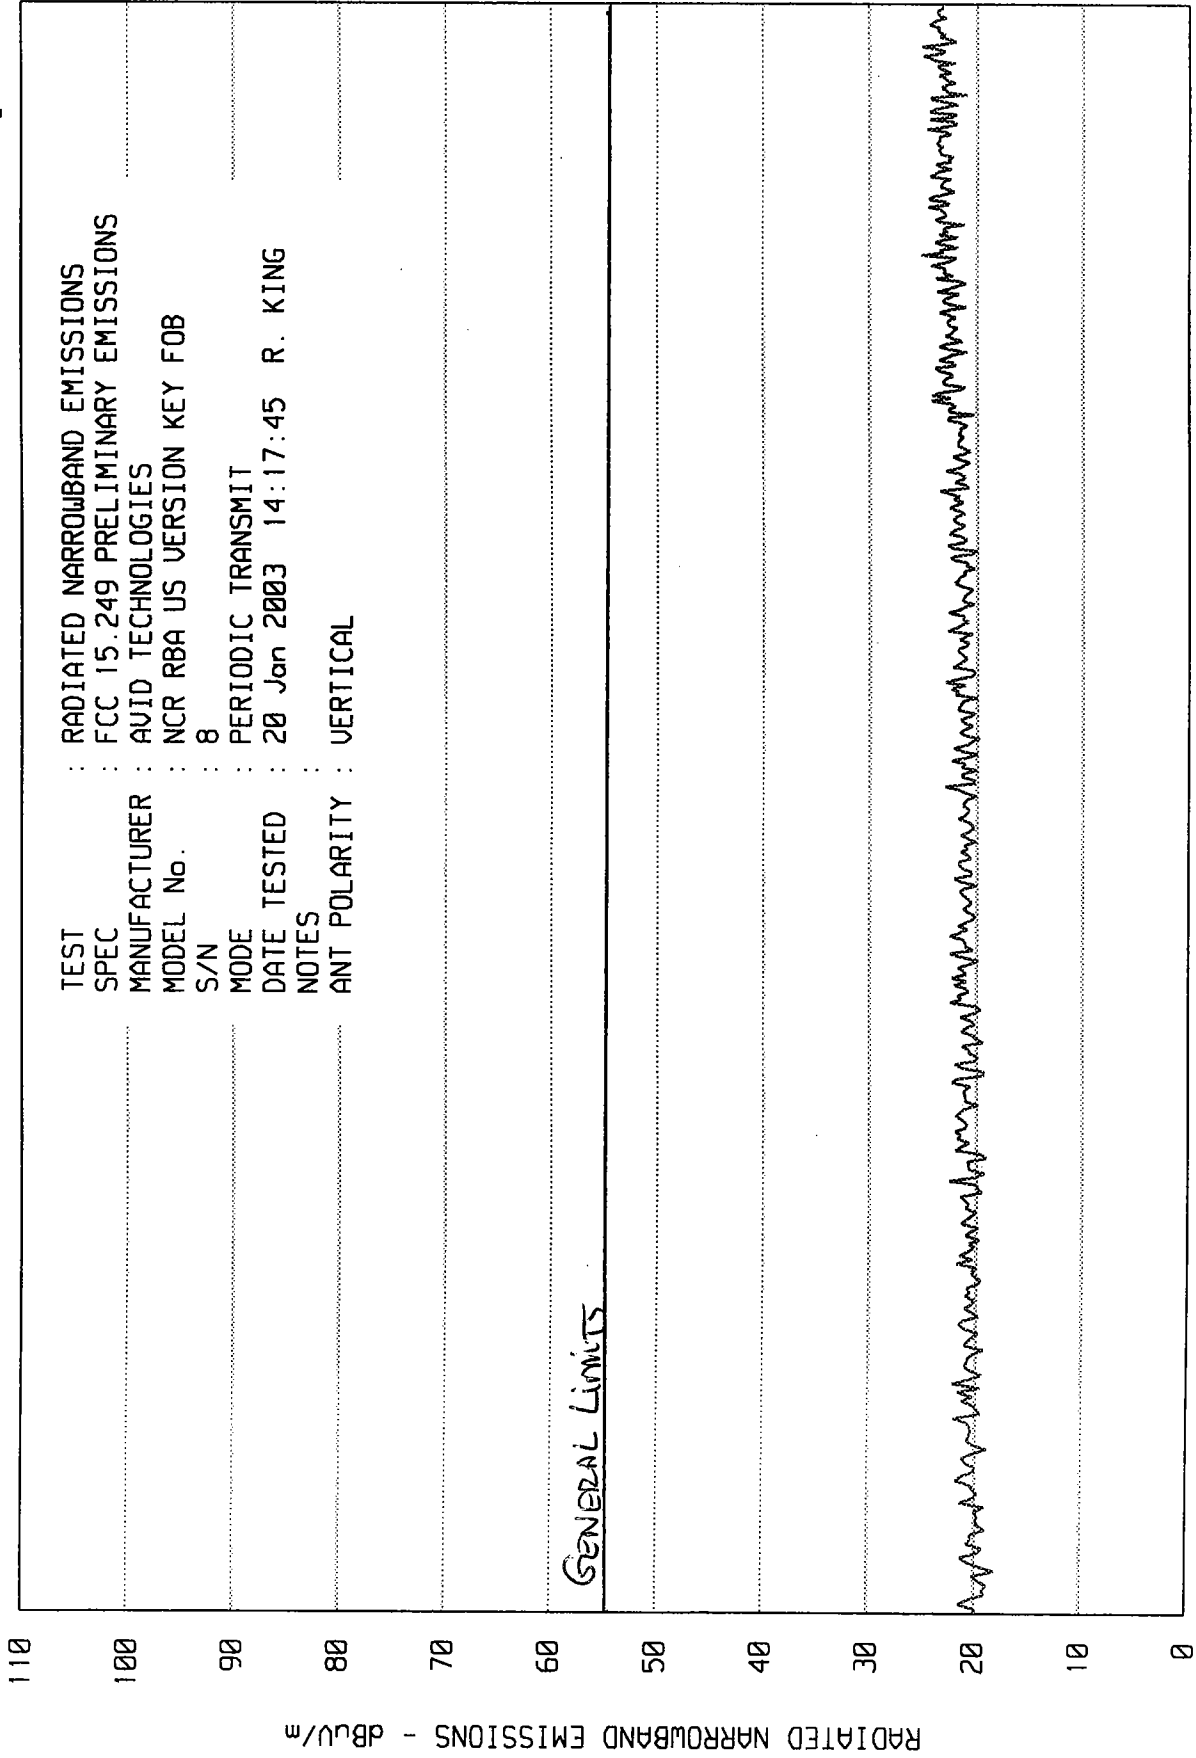 TEST : RADIATED NARROWBAND EMISSIONS
SPEC : FCC 15.249 PRELIMINARY EMISSIONS
MANUFACTURER : AVID TECHNOLOGIES
MODEL No. : NCR RBA US VERSION KEY FOB
S/N : 8
MODE : PERIODIC TRANSMIT
DATE TESTED : 20 Jan 2003 14:17:45 R. KING
NOTES :
ANT POLARITY : VERTICAL
GENERAL LIMITS
110
100
90
80
70
60
50
40
30
20
10
0
RADIATED NARROWBAND EMISSIONS - dBuV/m